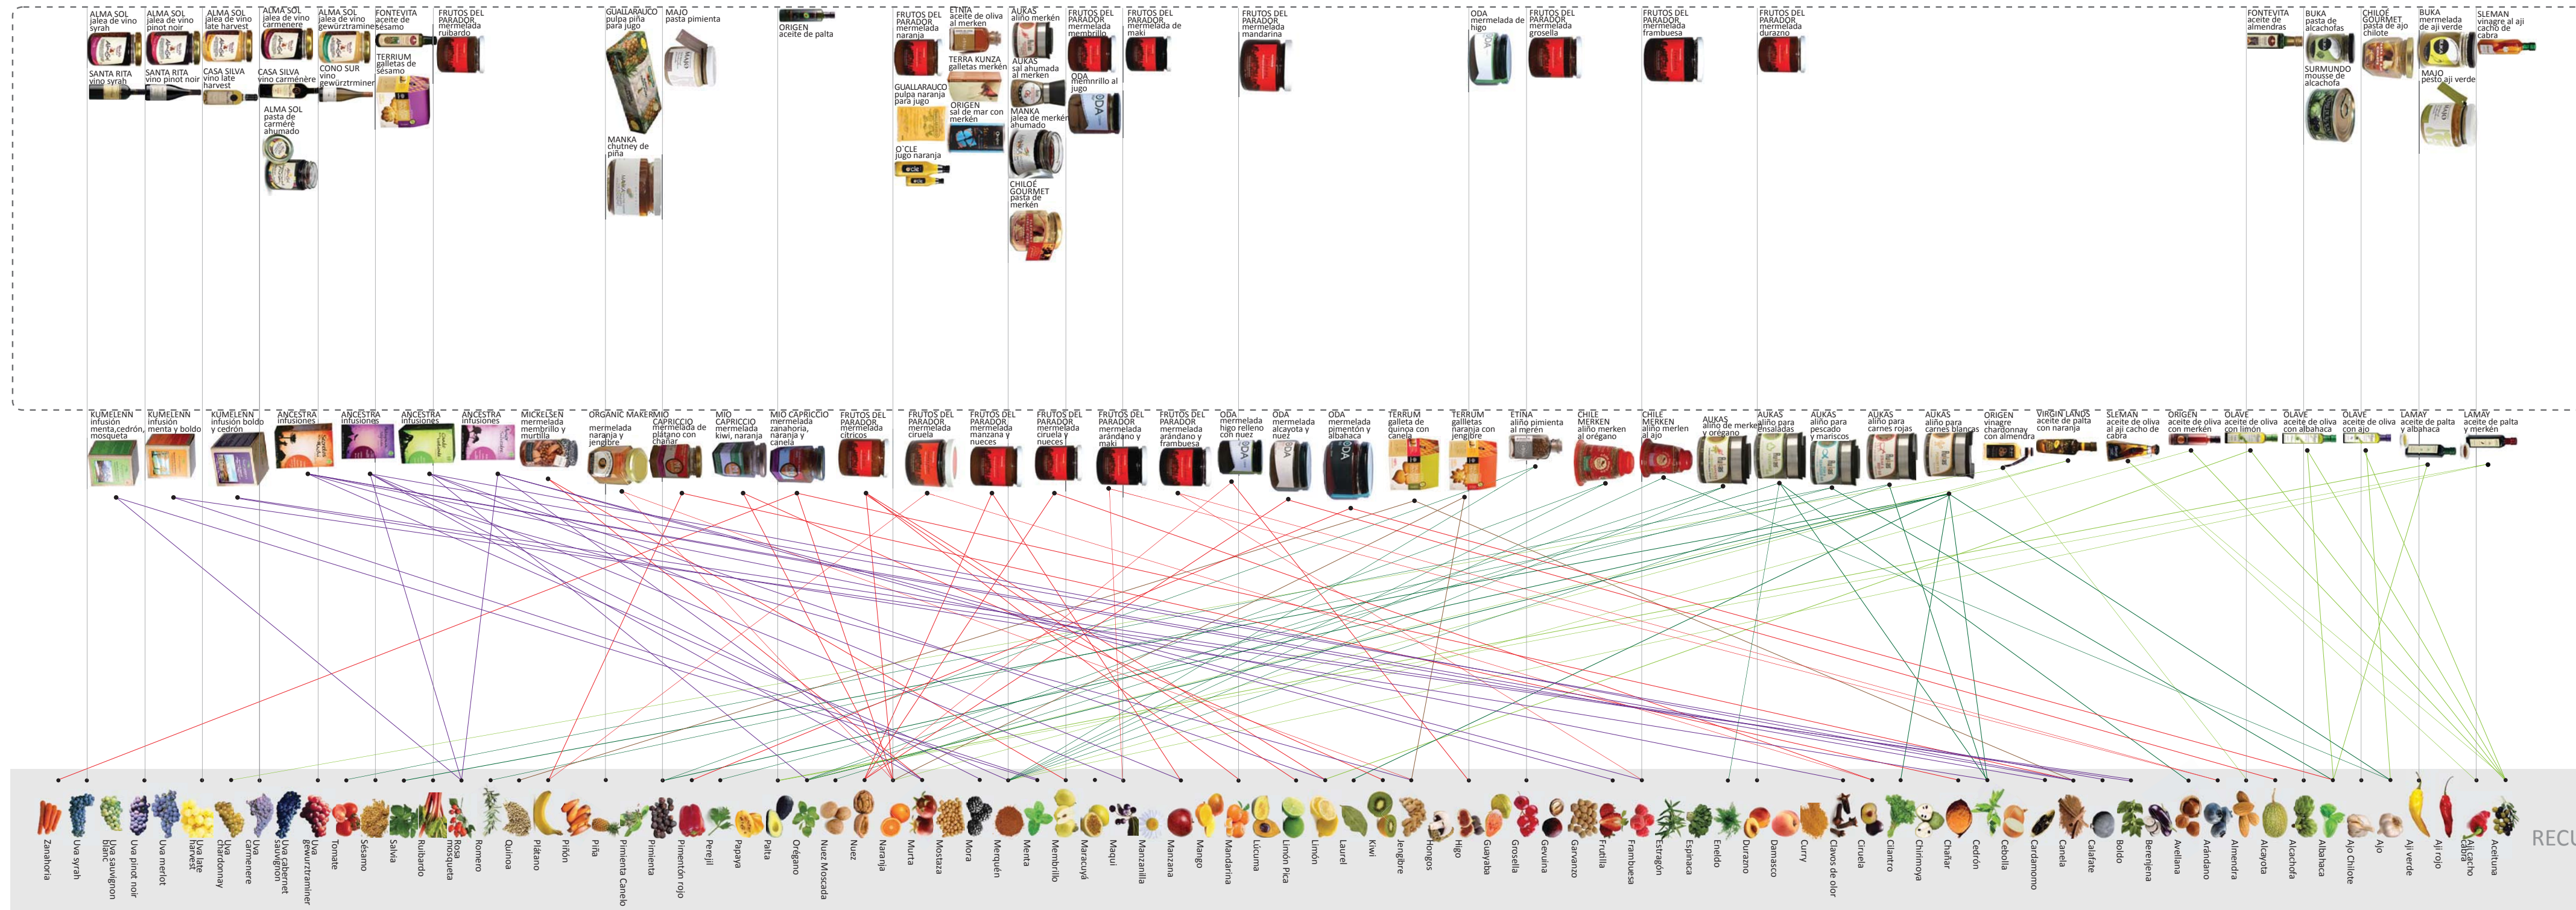 ALMA SOL
jalea de vino
syrah
SANTA RITA
vino syrah
ALMA SOL
jalea de vino
pinot noir
SANTA RITA
vino pinot noir
ALMA SOL
jalea de vino
late harvest
CASA SILVA
vino late
harvest
ALMA SOL
jalea de vino
carmenere
CASA SILVA
vino carménère
ALMA SOL
pasta de
carméré
ahumado
ALMA SOL
jalea de vino
gewürztraminer
CONO SUR
vino
gewürztrminer
FONTEVITA
aceite de
sésamo
TERRIUM
galletas de
sésamo
FRUTOS DEL
PARADOR
mermelada
ruibardo
GUALLARAUCO
pulpa piña
para jugo
MANKA
chutney de
piña
MAJO
pasta pimienta
ORIGEN
aceite de palta
FRUTOS DEL
PARADOR
mermelada
naranja
GUALLARAUCO
pulpa naranja
para jugo
O´CLE
jugo naranja
ETNIA
aceite de oliva
al merken
TERRA KUNZA
galletas merkén
ORIGEN
sal de mar con
merkén
AUKAS
aliño merkén
AUKAS
sal ahumada
al merken
MANKA
jalea de merkén
ahumado
CHILOÉ
GOURMET
pasta de
merkén
FRUTOS DEL
PARADOR
mermelada
membrillo
ODA
memnrillo al
jugo
FRUTOS DEL
PARADOR
mermelada de
maki
FRUTOS DEL
PARADOR
mermelada
mandarina
ODA
mermelada de
higo
FRUTOS DEL
PARADOR
mermelada
grosella
FRUTOS DEL
PARADOR
mermelada
frambuesa
FRUTOS DEL
PARADOR
mermelada
durazno
FONTEVITA
aceite de
almendras
BUKA
pasta de
alcachofas
SURMUNDO
mousse de
alcachofa
CHILOÉ
GOURMET
pasta de ajo
chilote
BUKA
mermelada
de aji verde
MAJO
pesto aji verde
SLEMAN
vinagre al aji
cacho de
cabra
KUMELENN
infusión
menta,cedrón,
mosqueta
KUMELENN
infusión
menta y boldo
KUMELENN
infusión boldo
y cedrón
ANCESTRA
infusiones
ANCESTRA
infusiones
ANCESTRA
infusiones
ANCESTRA
infusiones
MICKELSEN
mermelada
membrillo y
murtilla
ORGANIC MAKER
mermelada
naranja y
jengibre
MIO
CAPRICCIO
mermelada de
plátano con
chañar
MIO
CAPRICCIO
mermelada
kiwi, naranja
MIO CAPRICCIO
mermelada
zanahoria,
naranja y
canela
FRUTOS DEL
PARADOR
mermelada
cítricos
FRUTOS DEL
PARADOR
mermelada
ciruela
FRUTOS DEL
PARADOR
mermelada
manzana y
nueces
FRUTOS DEL
PARADOR
mermelada
ciruela y
nueces
FRUTOS DEL
PARADOR
mermelada
arándano y
maki
FRUTOS DEL
PARADOR
mermelada
arándano y
frambuesa
ODA
mermelada
higo relleno
con nuez
ODA
mermelada
alcayota y
nuez
ODA
mermelada
pimentón y
albahaca
TERRUM
galleta de
quinoa con
canela
TERRUM
gallletas
naranja con
jengibre
ETINA
aliño pimienta
al merén
CHILE
MERKEN
aliño merken
al orégano
CHILE
MERKEN
aliño merlen
al ajo
AUKAS
aliño de merken
y orégano
AUKAS
aliño para
ensaladas
AUKAS
aliño para
pescado
y mariscos
AUKAS
aliño para
carnes rojas
AUKAS
aliño para
carnes blancas
ORIGEN
vinagre
chardonnay
con almendra
VIRGIN LANDS
aceite de palta
con naranja
SLEMAN
aceite de oliva
al aji cacho de
cabra
ORIGEN
aceite de oliva
con merkén
OLAVE
aceite de oliva
con limón
OLAVE
aceite de oliva
con albahaca
OLAVE
aceite de oliva
con ajo
LAMAY
aceite de palta
y albahaca
LAMAY
aceite de palta
y merkén
Zanahoria
Uva syrah
Uva sauvignon
blanc
Uva pinot noir
Uva merlot
Uva late
harvest
Uva
chardonnay
Uva
carmenere
Uva cabernet
sauvignon
Uva
gewurztraminer
Tomate
Sésamo
Salvia
Ruibardo
Rosa
mosqueta
Romero
Quínoa
Plátano
Piñón
Piña
Pimienta Canelo
Pimienta
Pimentón rojo
Perejil
Papaya
Palta
Orégano
Nuez Moscada
Nuez
Naranja
Murta
Mostaza
Mora
Merquén
Menta
Membrillo
Maracuyá
Maqui
Manzanilla
Manzana
Mango
Mandarina
Lúcuma
Limón Pica
Limón
Laurel
Kiwi
Jengibre
Hongos
Higo
Guayaba
Grosella
Gevuina
Garvanzo
Frutilla
Frambuesa
Estragón
Espinaca
Eneldo
Durazno
Damasco
Curry
Clavos de olor
Ciruela
Cilantro
Chirimoya
Chañar
Cedrón
Cebolla
Cardamomo
Canela
Calafate
Boldo
Berenjena
Avellana
Arándano
Almendra
Alcayota
Alcachofa
Albahaca
Ajo Chilote
Ajo
Aji verde
Aji rojo
Aji cacho
cabra
Aceituna
RECU